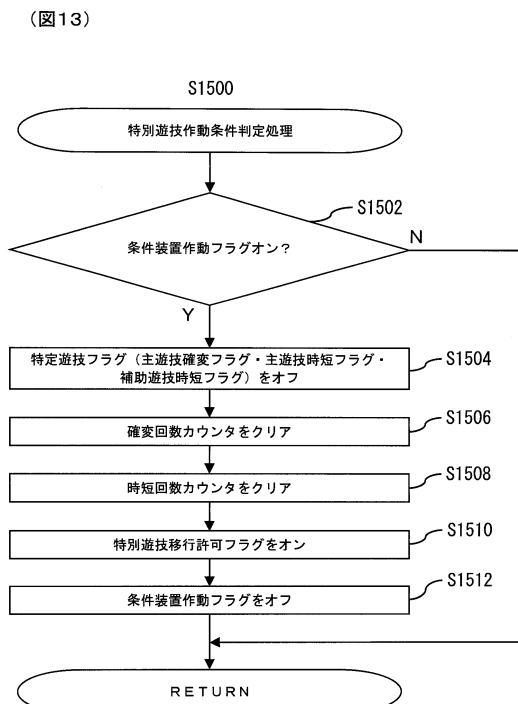 （図13）
S1500
特別遊技作動条件判定処理
S1502
条件装置作動フラグオン？
N
Y
特定遊技フラグ（主遊技確変フラグ・主遊技時短フラグ・
補助遊技時短フラグ）をオフ
S1504
確変回数カウンタをクリア
S1506
時短回数カウンタをクリア
S1508
特別遊技移行許可フラグをオン
S1510
条件装置作動フラグをオフ
S1512
ＲＥＴＵＲＮ